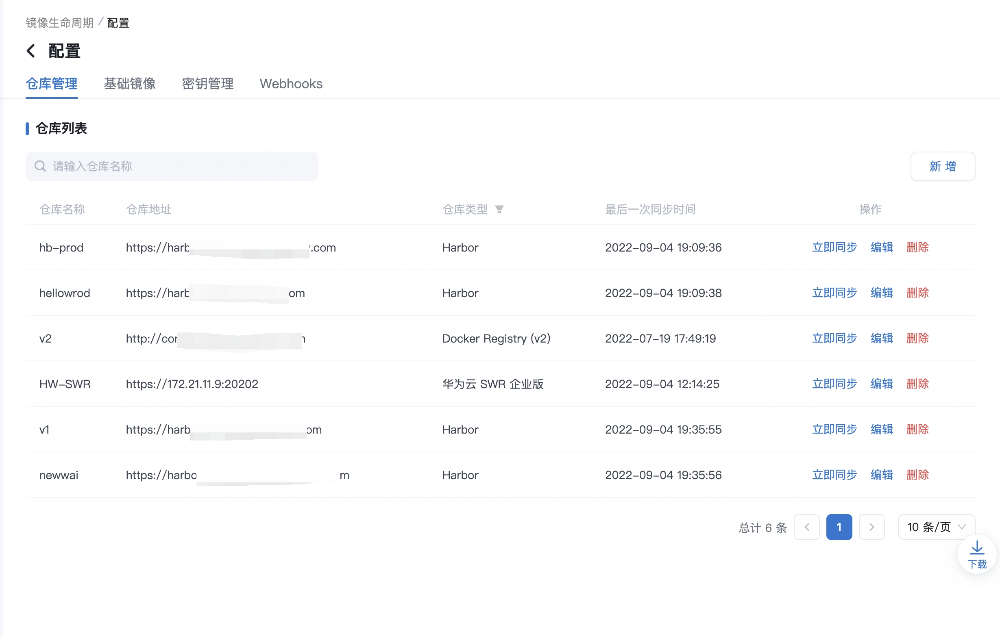 镜像生命周期 / 配置
配置
仓库管理 基础镜像 密钥管理 Webhooks
仓库列表
请输入仓库名称 新 增
仓库名称 仓库地址 仓库类型 最后一次同步时间 操作
hb-prod https://harb .com Harbor 2022-09-04 19:09:36 立即同步 编辑 删除
hellowrod https://harb om Harbor 2022-09-04 19:09:38 立即同步 编辑 删除
v2 http://cor Docker Registry (v2) 2022-07-19 17:49:19 立即同步 编辑 删除
HW-SWR https://172.21.11.9:20202 华为云 SWR 企业版 2022-09-04 12:14:25 立即同步 编辑 删除
v1 https://harb om Harbor 2022-09-04 19:35:55 立即同步 编辑 删除
newwai https://harbo m Harbor 2022-09-04 19:35:56 立即同步 编辑 删除
总计 6 条 1 10 条/页
下载